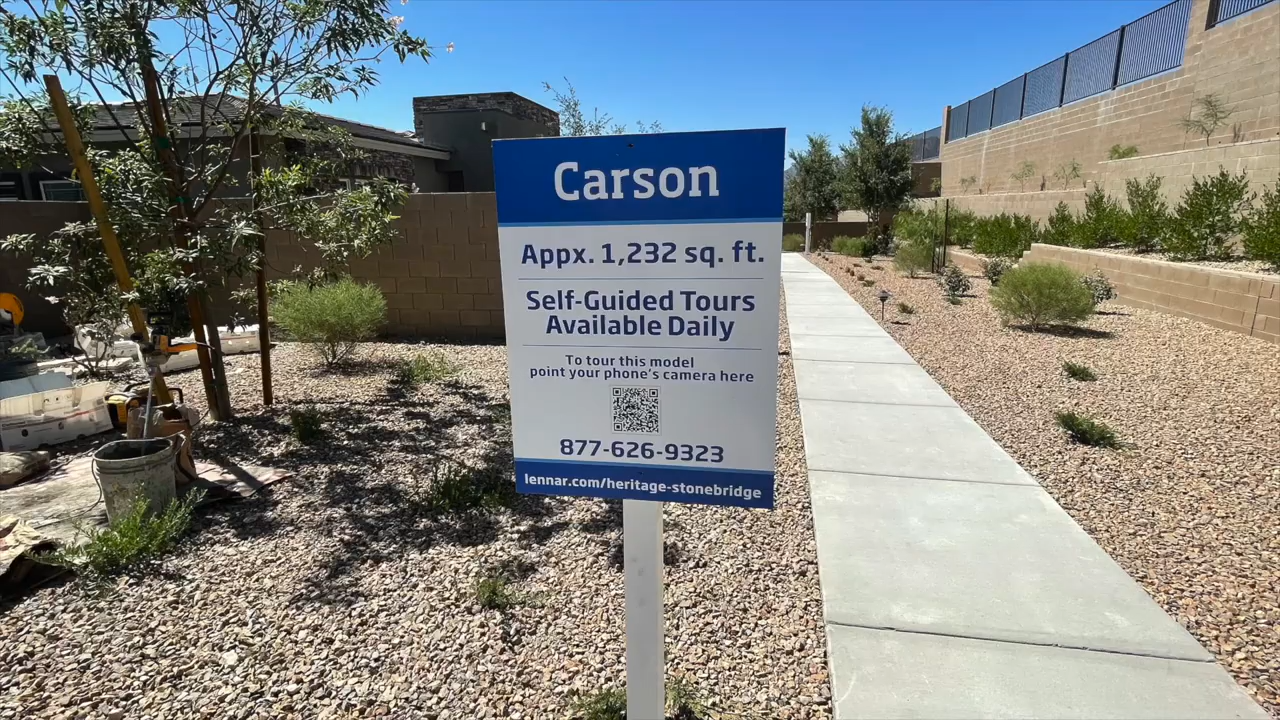 Carson
Appx. 1,232 sq. ft.
Self-Guided Tours
Available Daily
To tour this model
point your phone's camera here
877-626-9323
lennar.com/heritage-stonebridge